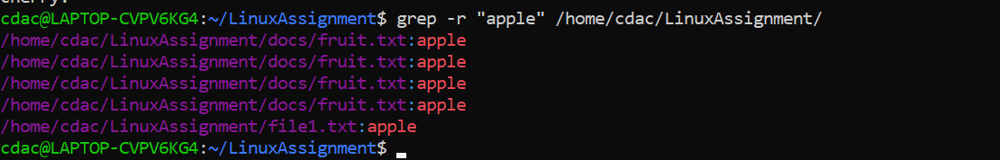 cdac@LAPTOP-CVPV6KG4:~/LinuxAssignment$ grep -r "apple" /home/cdac/LinuxAssignment/
/home/cdac/LinuxAssignment/docs/fruit.txt:apple
/home/cdac/LinuxAssignment/docs/fruit.txt:apple
/home/cdac/LinuxAssignment/docs/fruit.txt:apple
/home/cdac/LinuxAssignment/docs/fruit.txt:apple
/home/cdac/LinuxAssignment/file1.txt:apple
cdac@LAPTOP-CVPV6KG4:~/LinuxAssignment$